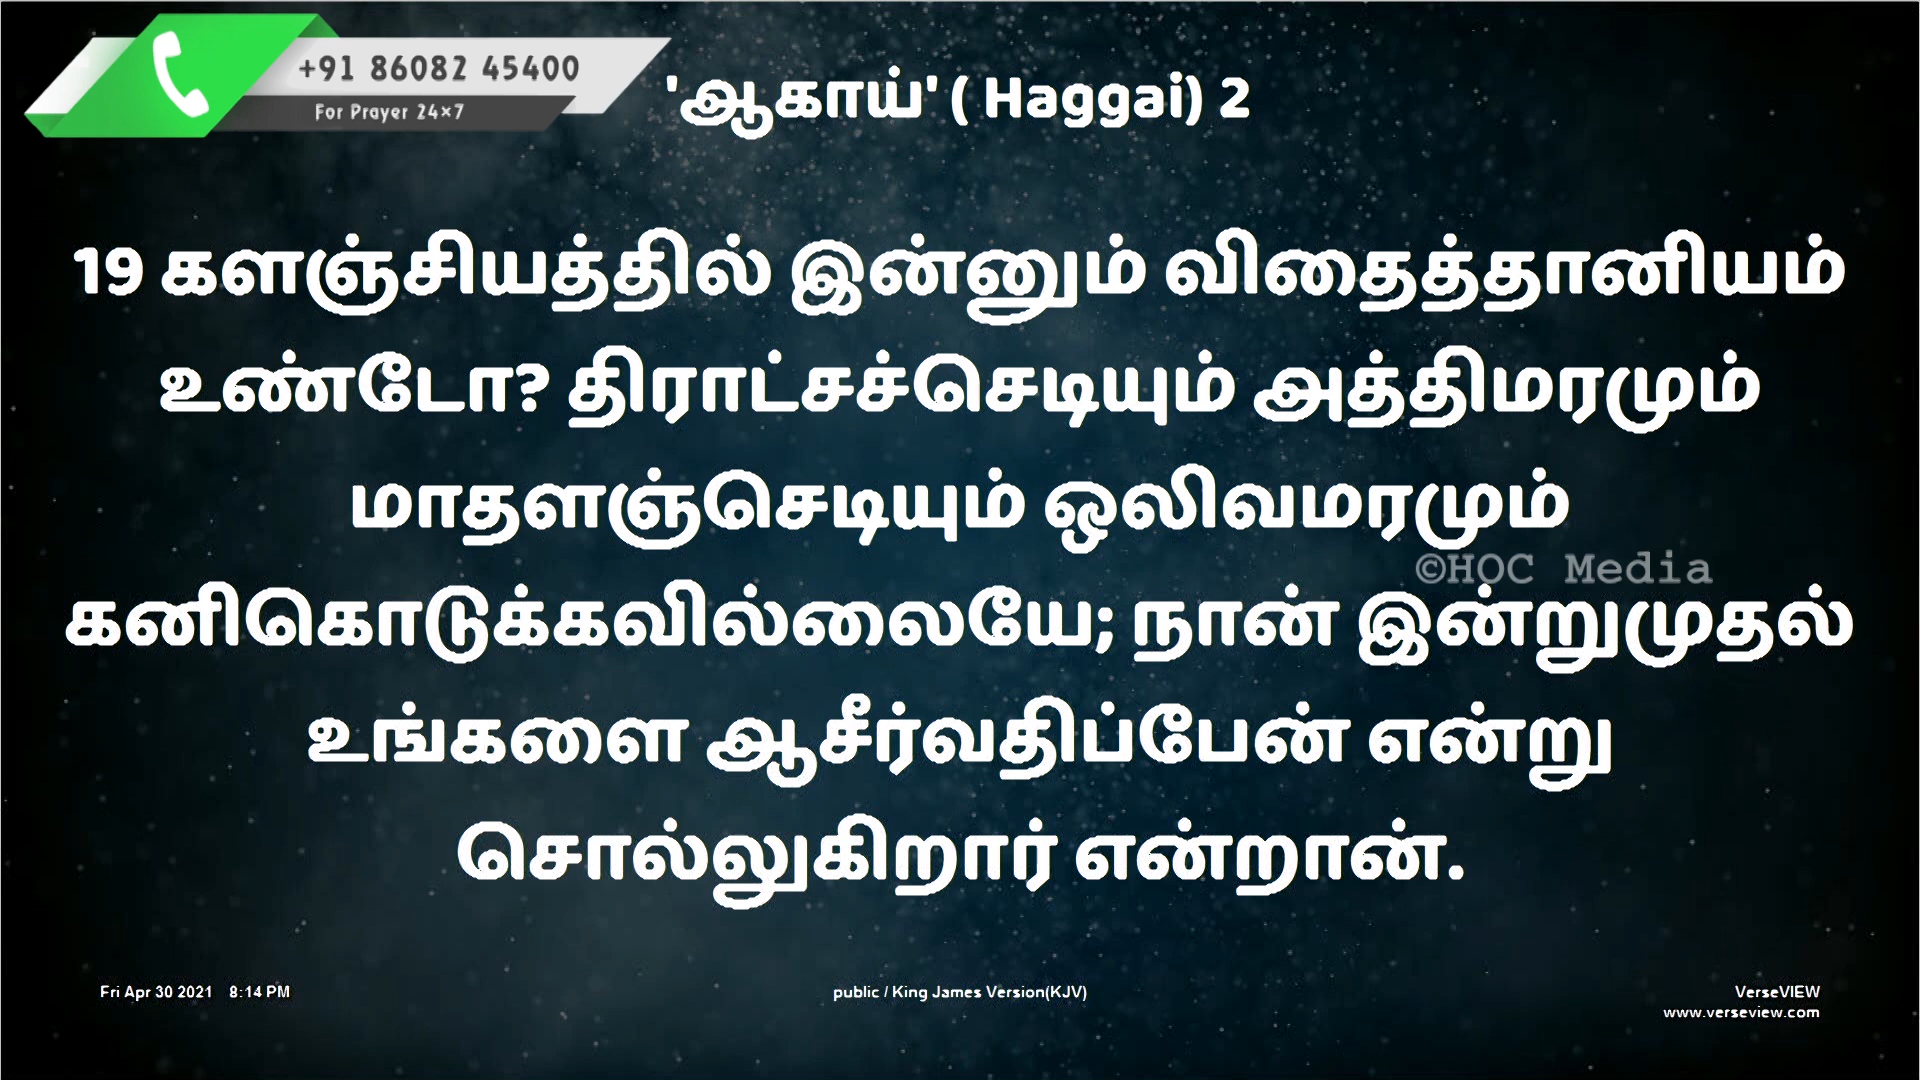 +91 86082 45400
For Prayer 24×7
'ஆகாய்' ( Haggai) 2
19 களஞ்சியத்தில் இன்னும் விதைத்தானியம்
உண்டோ? திராட்சச்செடியும் அத்திமரமும்
மாதளஞ்செடியும் ஒலிவமரமும்
©HOC Media
கனிகொடுக்கவில்லையே; நான் இன்றுமுதல்
உங்களை ஆசீர்வதிப்பேன் என்று
சொல்லுகிறார் என்றான்.
Fri Apr 30 2021 8:14 PM
public / King James Version(KJV)
VerseVIEW
www.verseview.com